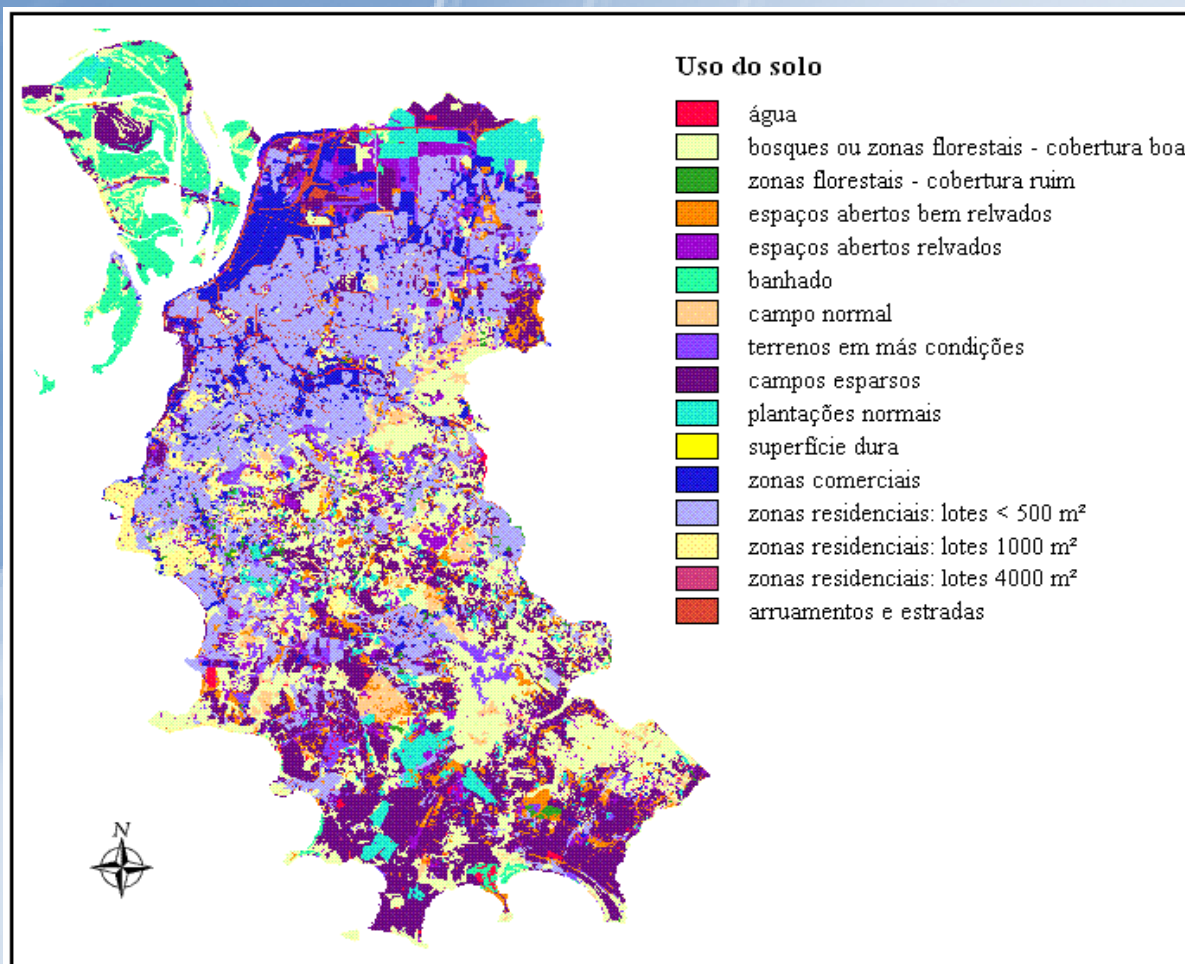 Uso do solo
água
bosques ou zonas florestais - cobertura boa
zonas florestais - cobertura ruim
espaços abertos bem relvados
espaços abertos relvados
banhado
campo normal
terrenos em más condições
campos esparsos
plantações normais
superfície dura
zonas comerciais
zonas residenciais: lotes < 500 m²
zonas residenciais: lotes 1000 m²
zonas residenciais: lotes 4000 m²
arruamentos e estradas
N